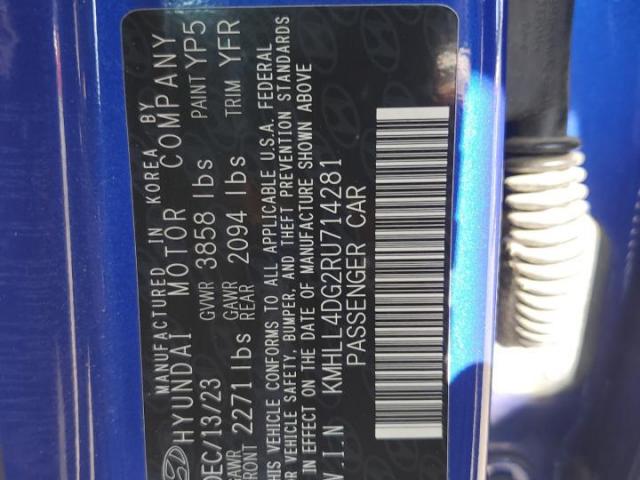 MANUFACTURED IN KOREA BY
HYUNDAI MOTOR COMPANY
DEC/13/23 GVWR 3858 lbs PAINT YP5
GAWR FRONT 2271 lbs GAWR REAR 2094 lbs TRIM YFR
THIS VEHICLE CONFORMS TO ALL APPLICABLE U.S.A. FEDERAL
OR VEHICLE SAFETY, BUMPER, AND THEFT PREVENTION STANDARDS
IN EFFECT ON THE DATE OF MANUFACTURE SHOWN ABOVE
V.I.N KMHLL4DG2RU714281
PASSENGER CAR